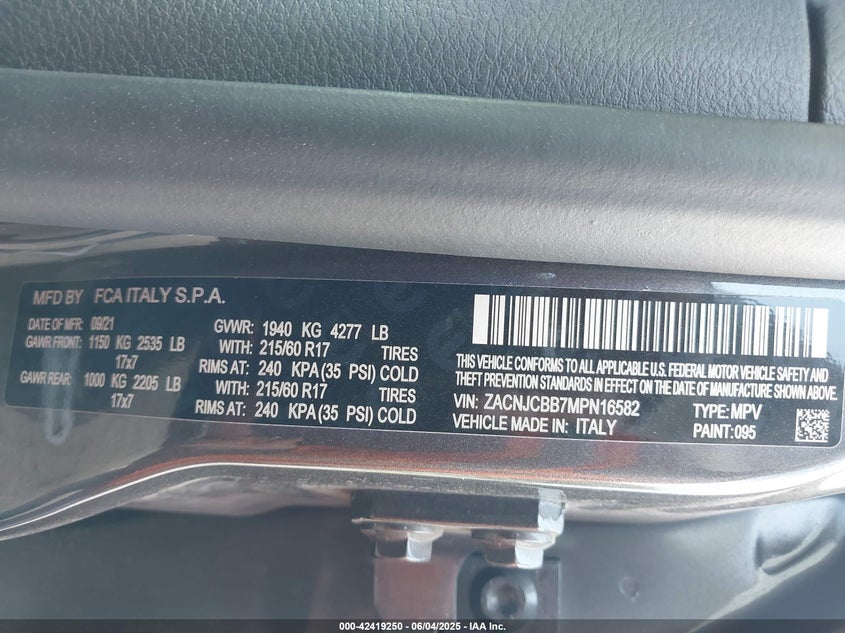 MFD BY FCA ITALY S.P.A.
DATE OF MFR: 09/21
GVWR: 1940 KG 4277 LB
GAWR FRONT: 1150 KG 2535 LB
WITH: 215/60 R17 TIRES
17x7
RIMS AT: 240 KPA (35 PSI) COLD
GAWR REAR: 1000 KG 2205 LB
WITH: 215/60 R17 TIRES
17x7
RIMS AT: 240 KPA (35 PSI) COLD
THIS VEHICLE CONFORMS TO ALL APPLICABLE U.S. FEDERAL MOTOR VEHICLE SAFETY AND
THEFT PREVENTION STANDARDS IN EFFECT ON THE DATE OF MANUFACTURE SHOWN ABOVE.
VIN: ZACNJCBB7MPN16582 TYPE: MPV
VEHICLE MADE IN: ITALY PAINT: 095
000-42419250 - 06/04/2025 - IAA Inc.